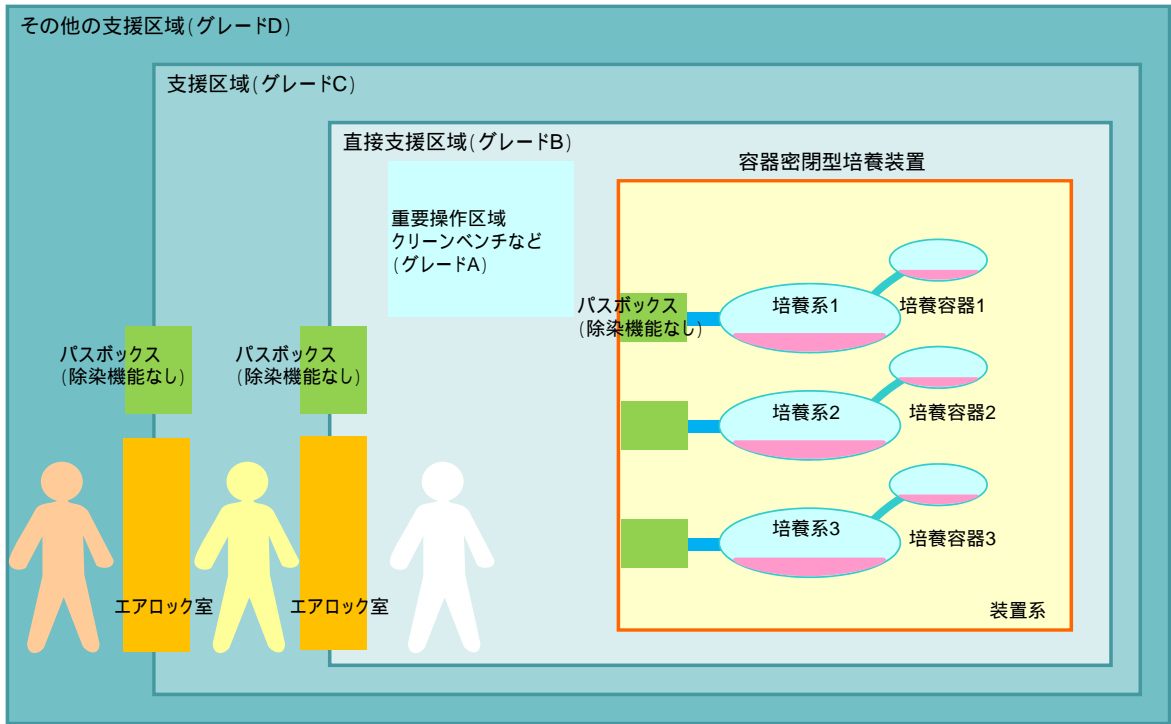 その他の支援区域(グレードD)
支援区域(グレードC)
直接支援区域(グレードB)
容器密閉型培養装置
重要操作区域
クリーンベンチなど
(グレードA)
パスボックス
(除染機能なし)
培養系1
培養容器1
パスボックス
(除染機能なし)
パスボックス
(除染機能なし)
培養系2
培養容器2
培養系3
培養容器3
エアロック室
エアロック室
装置系